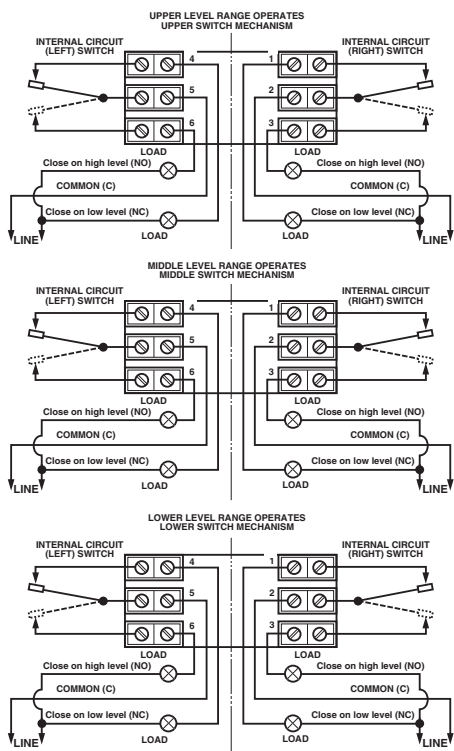 UPPER LEVEL RANGE OPERATES
UPPER SWITCH MECHANISM
INTERNAL CIRCUIT
(LEFT) SWITCH
INTERNAL CIRCUIT
(RIGHT) SWITCH
4
1
5
2
6
3
LOAD
LOAD
Close on high level (NO)
Close on high level (NO)
COMMON (C)
COMMON (C)
Close on low level (NC)
Close on low level (NC)
LINE
LOAD
LOAD
LINE
MIDDLE LEVEL RANGE OPERATES
MIDDLE SWITCH MECHANISM
INTERNAL CIRCUIT
(LEFT) SWITCH
INTERNAL CIRCUIT
(RIGHT) SWITCH
4
1
5
2
6
3
LOAD
LOAD
Close on high level (NO)
Close on high level (NO)
COMMON (C)
COMMON (C)
Close on low level (NC)
Close on low level (NC)
LINE
LOAD
LOAD
LINE
LOWER LEVEL RANGE OPERATES
LOWER SWITCH MECHANISM
INTERNAL CIRCUIT
(LEFT) SWITCH
INTERNAL CIRCUIT
(RIGHT) SWITCH
4
1
5
2
6
3
LOAD
LOAD
Close on high level (NO)
Close on high level (NO)
COMMON (C)
COMMON (C)
Close on low level (NC)
Close on low level (NC)
LINE
LOAD
LOAD
LINE